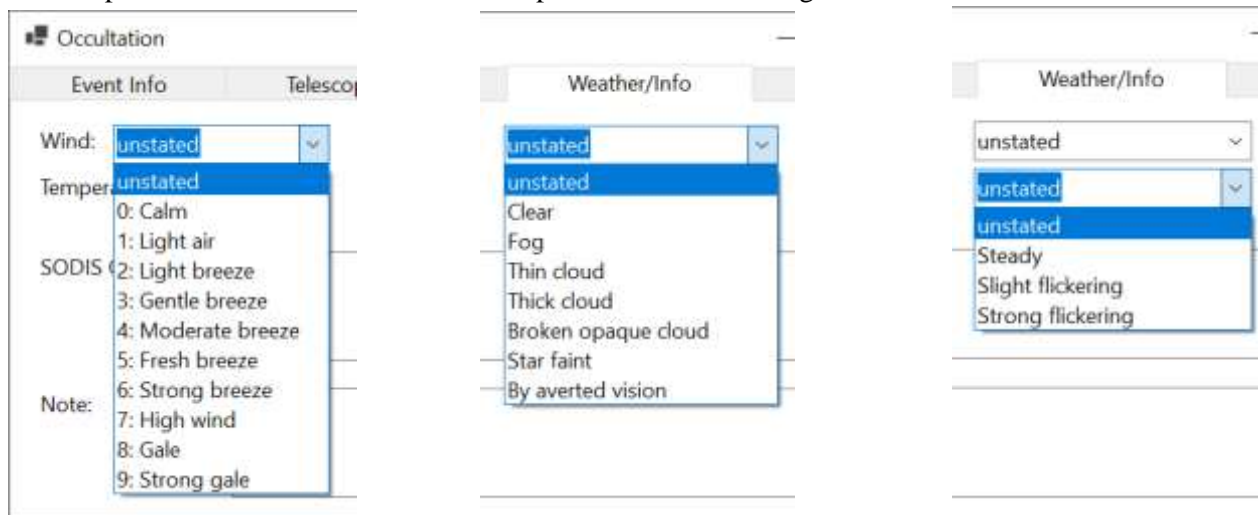 Occultation
Event Info Telescop
Wind: unstated
Temper
SODIS
Note:
unstated
0: Calm
1: Light air
2: Light breeze
3: Gentle breeze
4: Moderate breeze
5: Fresh breeze
6: Strong breeze
7: High wind
8: Gale
9: Strong gale
Weather/Info
unstated
unstated
Clear
Fog
Thin cloud
Thick cloud
Broken opaque cloud
Star faint
By averted vision
Weather/Info
unstated
unstated
unstated
Steady
Slight flickering
Strong flickering